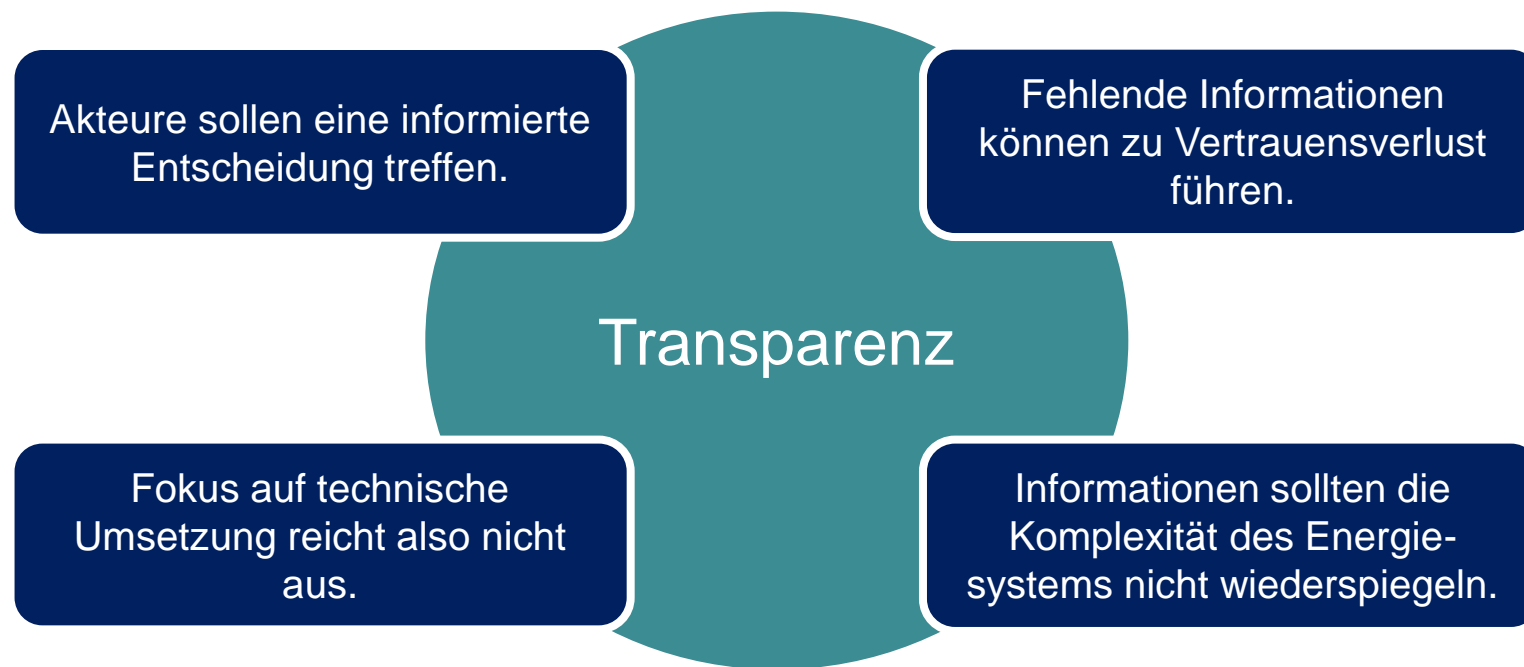 Akteure sollen eine informierte
Entscheidung treffen.
Fehlende Informationen
können zu Vertrauensverlust
führen.
Transparenz
Fokus auf technische
Umsetzung reicht also nicht
aus.
Informationen sollten die
Komplexität des Energie-
systems nicht wiederspiegeln.